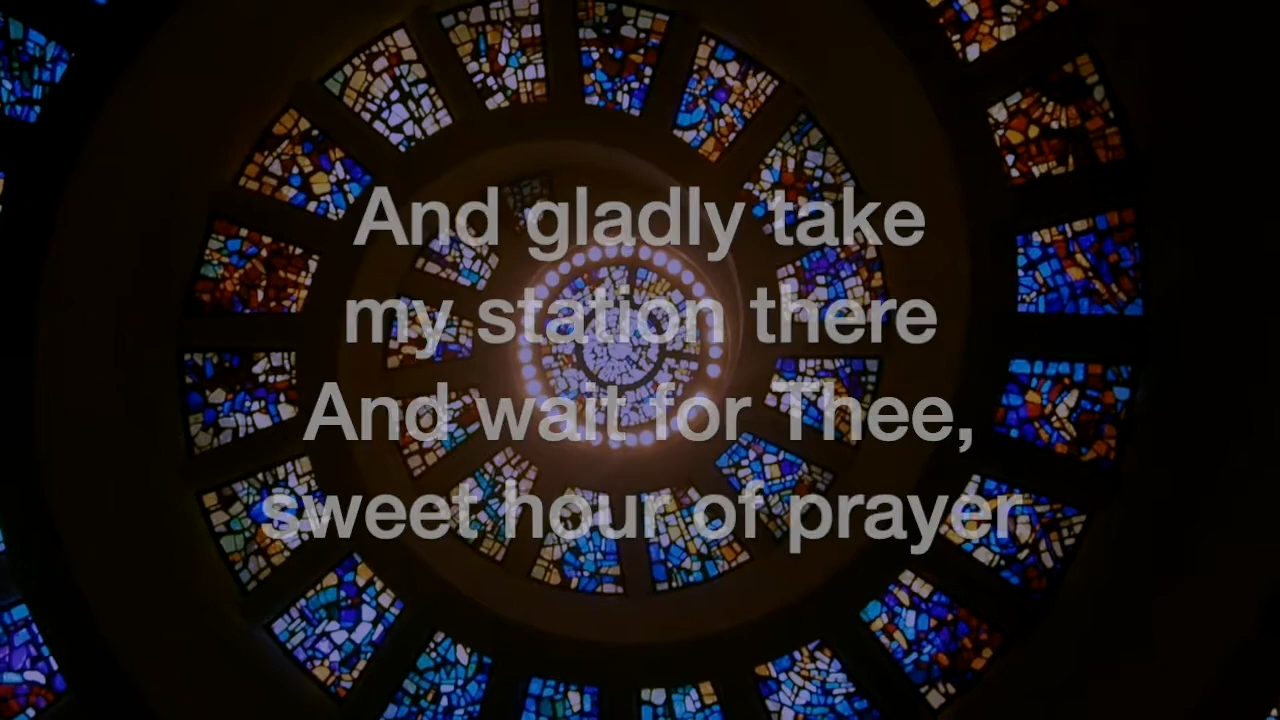 And gladly take
my station there
And wait for Thee,
sweet hour of prayer